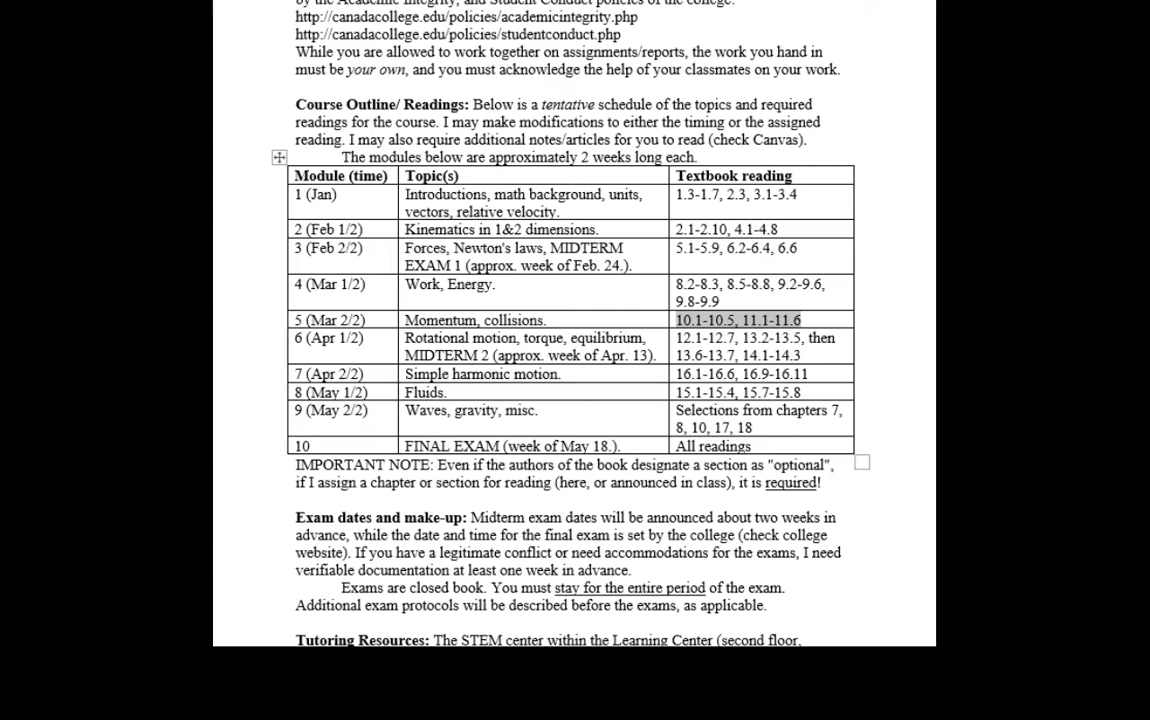 by the Academic Integrity, and Student Conduct policies of the college:
http://canadacollege.edu/policies/academicintegrity.php
http://canadacollege.edu/policies/studentconduct.php
While you are allowed to work together on assignments/reports, the work you hand in
must be your own, and you must acknowledge the help of your classmates on your work.
Course Outline/ Readings: Below is a tentative schedule of the topics and required
readings for the course. I may make modifications to either the timing or the assigned
reading. I may also require additional notes/articles for you to read (check Canvas).
The modules below are approximately 2 weeks long each.
Module (time) Topic(s) Textbook reading
1 (Jan) Introductions, math background, units, 1.3-1.7, 2.3, 3.1-3.4
vectors, relative velocity.
2 (Feb 1/2) Kinematics in 1&2 dimensions. 2.1-2.10, 4.1-4.8
3 (Feb 2/2) Forces, Newton's laws, MIDTERM 5.1-5.9, 6.2-6.4, 6.6
EXAM 1 (approx. week of Feb. 24.).
4 (Mar 1/2) Work, Energy. 8.2-8.3, 8.5-8.8, 9.2-9.6,
9.8-9.9
5 (Mar 2/2) Momentum, collisions. 10.1-10.5, 11.1-11.6
6 (Apr 1/2) Rotational motion, torque, equilibrium, 12.1-12.7, 13.2-13.5, then
MIDTERM 2 (approx. week of Apr. 13). 13.6-13.7, 14.1-14.3
7 (Apr 2/2) Simple harmonic motion. 16.1-16.6, 16.9-16.11
8 (May 1/2) Fluids. 15.1-15.4, 15.7-15.8
9 (May 2/2) Waves, gravity, misc. Selections from chapters 7,
8, 10, 17, 18
10 FINAL EXAM (week of May 18.). All readings
IMPORTANT NOTE: Even if the authors of the book designate a section as "optional",
if I assign a chapter or section for reading (here, or announced in class), it is required!
Exam dates and make-up: Midterm exam dates will be announced about two weeks in
advance, while the date and time for the final exam is set by the college (check college
website). If you have a legitimate conflict or need accommodations for the exams, I need
verifiable documentation at least one week in advance.
Exams are closed book. You must stay for the entire period of the exam.
Additional exam protocols will be described before the exams, as applicable.
Tutoring Resources: The STEM center within the Learning Center (second floor,